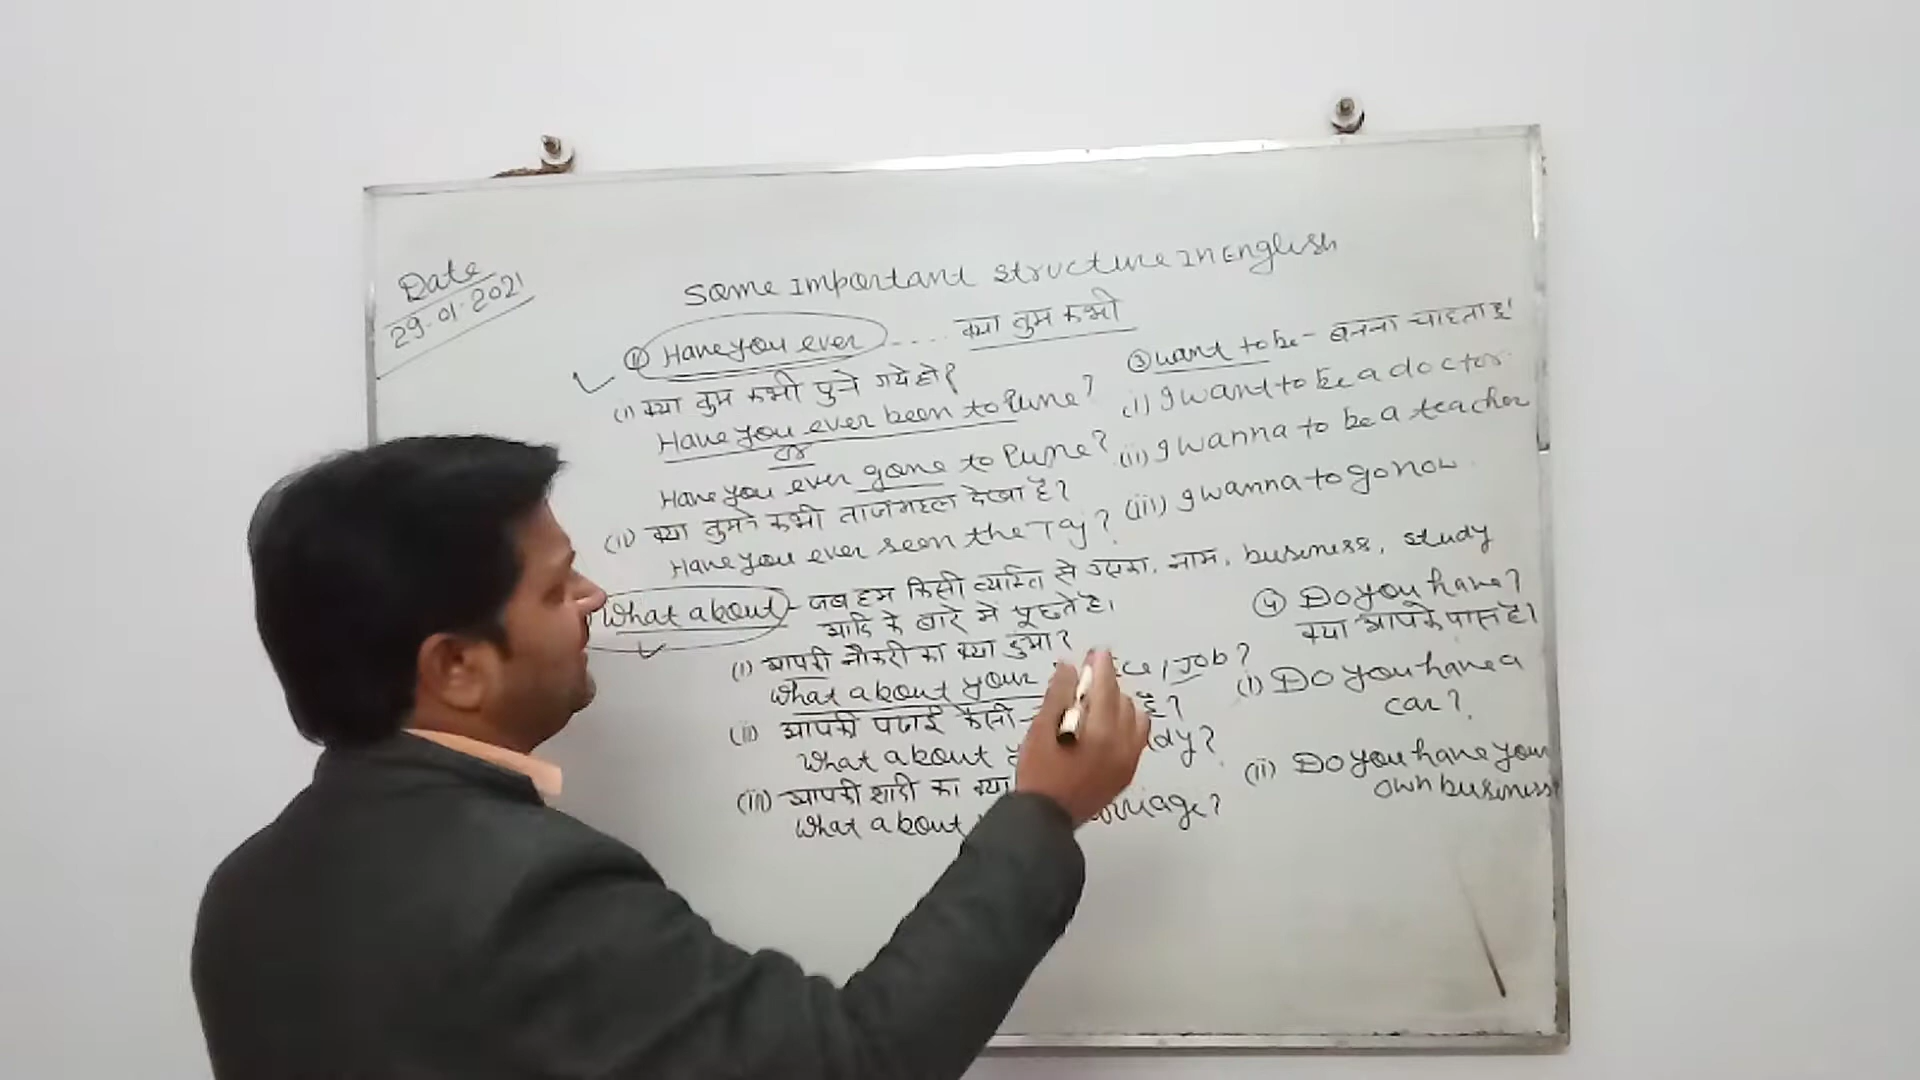 Date
29.01.2021
Some Important structure In English
① Have you ever .... क्या तुम कभी
(i) क्या तुम कभी पुने गये हो?
Have you ever been to Pune?
or
Have you ever gone to Pune?
(ii) क्या तुमने कभी ताजमहल देखा है?
Have you ever seen the Taj?
What about - जब हम किसी व्यक्ति से उसका, नाम, business, study
आदि के बारे मे पूछते है।
(i) आपकी नौकरी का क्या हुआ?
What about your , Job?
(ii) आपकी पढाई कैसी है?
What about
(iii) आपकी शादी का क्या
What about
③ want to be - बनना चाहता हूं
(i) I want to be a doctor.
(ii) I wanna to be a teacher
(iii) I wanna to go now.
④ Do you have?
क्या आपके पास है।
(i) Do you have a
car?
(ii) Do you have your
own business?